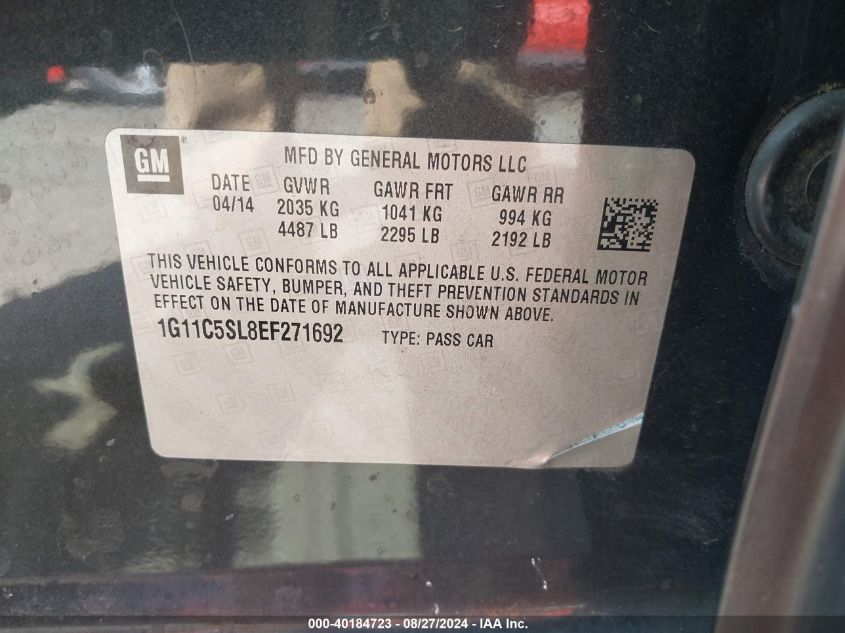 GM ®
MFD BY GENERAL MOTORS LLC
DATE GVWR GAWR FRT GAWR RR
04/14 2035 KG 1041 KG 994 KG
4487 LB 2295 LB 2192 LB
THIS VEHICLE CONFORMS TO ALL APPLICABLE U.S. FEDERAL MOTOR
VEHICLE SAFETY, BUMPER, AND THEFT PREVENTION STANDARDS IN
EFFECT ON THE DATE OF MANUFACTURE SHOWN ABOVE.
1G11C5SL8EF271692 TYPE: PASS CAR
000-40184723 - 08/27/2024 - IAA Inc.